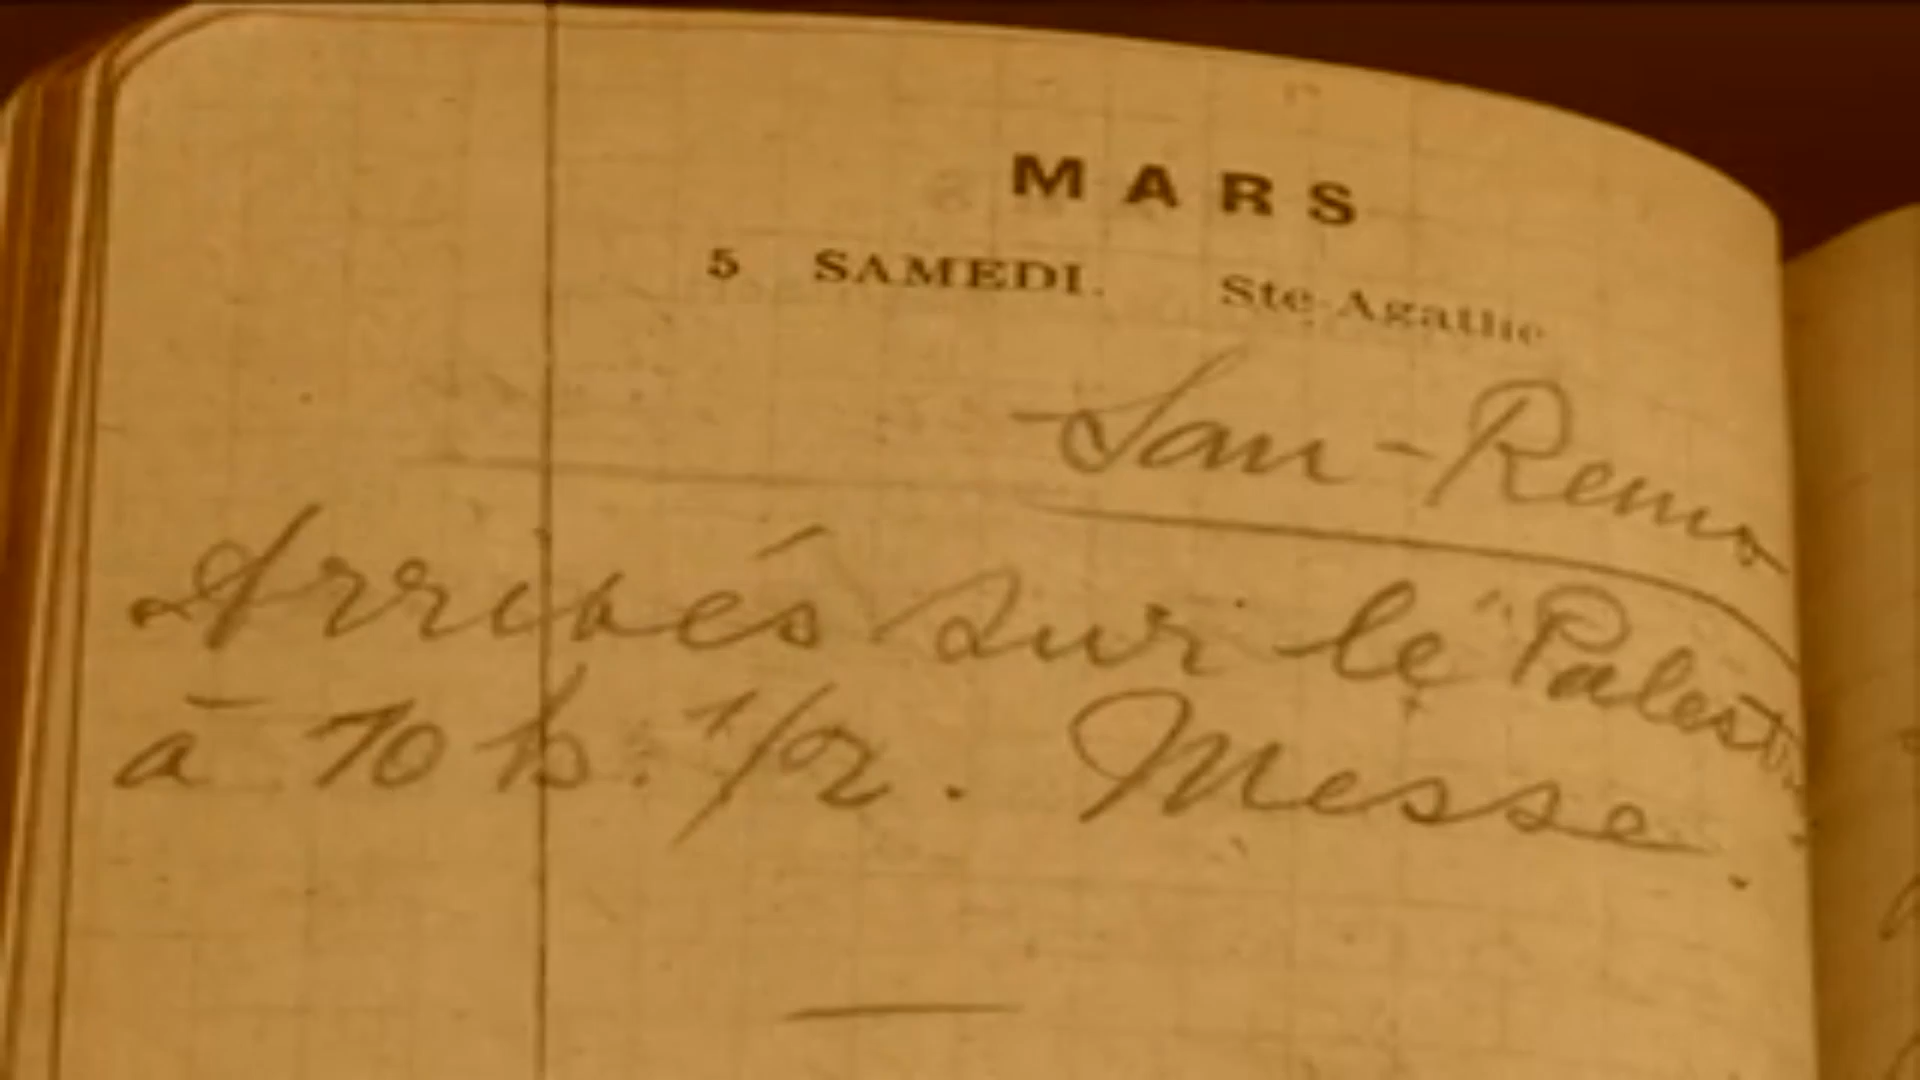 MARS
5 SAMEDI. Ste Agathe
San-Remo
Arrivés sur le "Palest
à 10 h. 1/2. Messe.